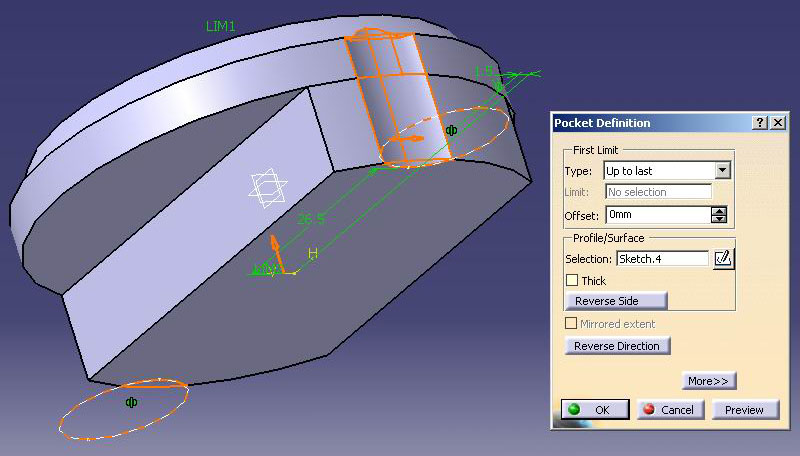 LIM1
1.5
26.5
H
Pocket Definition
First Limit
Type: Up to last
Limit: No selection
Offset: 0mm
Profile/Surface
Selection: Sketch.4
Thick
Reverse Side
Mirrored extent
Reverse Direction
More>>
OK Cancel Preview